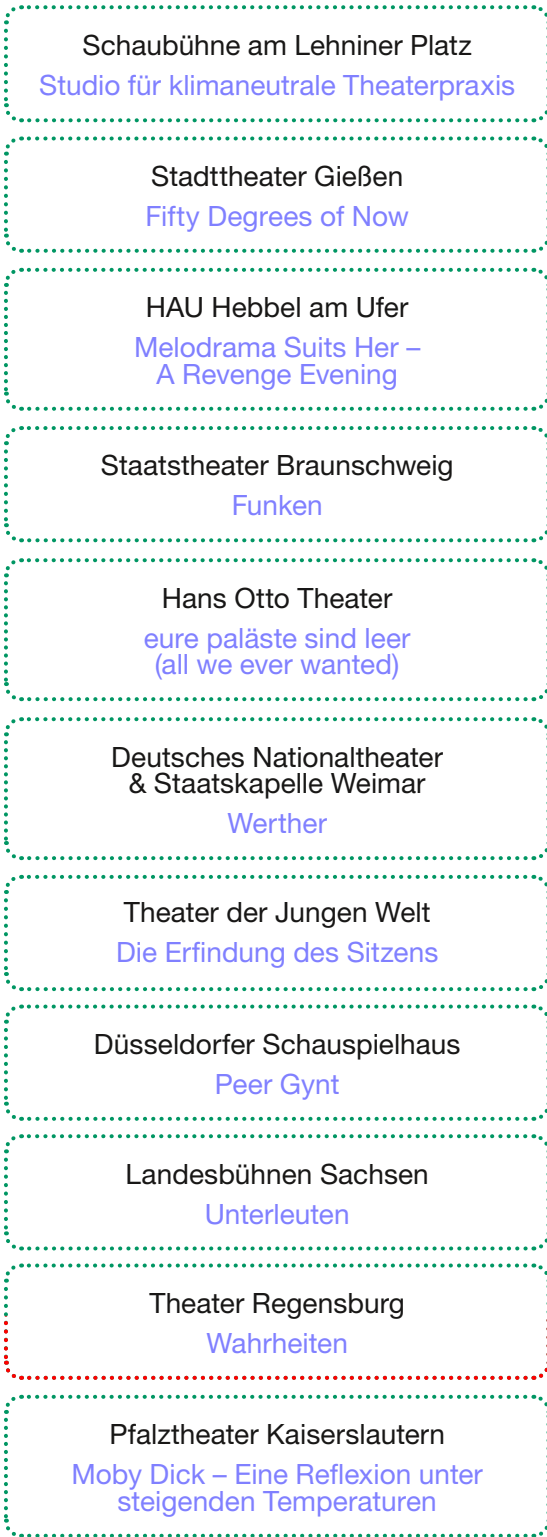 Schaubühne am Lehniner Platz
Studio für klimaneutrale Theaterpraxis
Stadttheater Gießen
Fifty Degrees of Now
HAU Hebbel am Ufer
Melodrama Suits Her –
A Revenge Evening
Staatstheater Braunschweig
Funken
Hans Otto Theater
eure paläste sind leer
(all we ever wanted)
Deutsches Nationaltheater
& Staatskapelle Weimar
Werther
Theater der Jungen Welt
Die Erfindung des Sitzens
Düsseldorfer Schauspielhaus
Peer Gynt
Landesbühnen Sachsen
Unterleuten
Theater Regensburg
Wahrheiten
Pfalztheater Kaiserslautern
Moby Dick – Eine Reflexion unter
steigenden Temperaturen